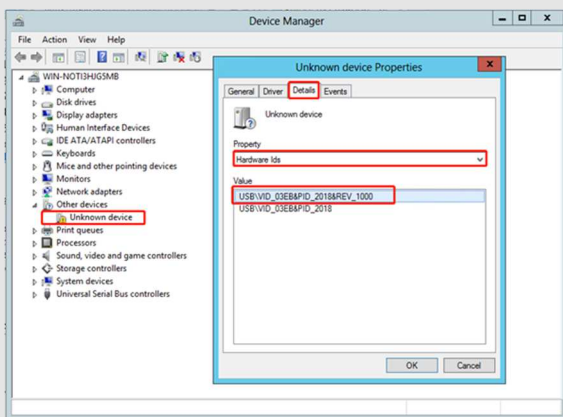 Device Manager
File Action View Help
WIN-NOTI3HJG5MB
Computer
Disk drives
Display adapters
Human Interface Devices
IDE ATA/ATAPI controllers
Keyboards
Mice and other pointing devices
Monitors
Network adapters
Other devices
Unknown device
Print queues
Processors
Sound, video and game controllers
Storage controllers
System devices
Universal Serial Bus controllers
Unknown device Properties
General Driver Details Events
Unknown device
Property
Hardware Ids
Value
USB\VID_03EB&PID_2018&REV_1000
USB\VID_03EB&PID_2018
OK Cancel